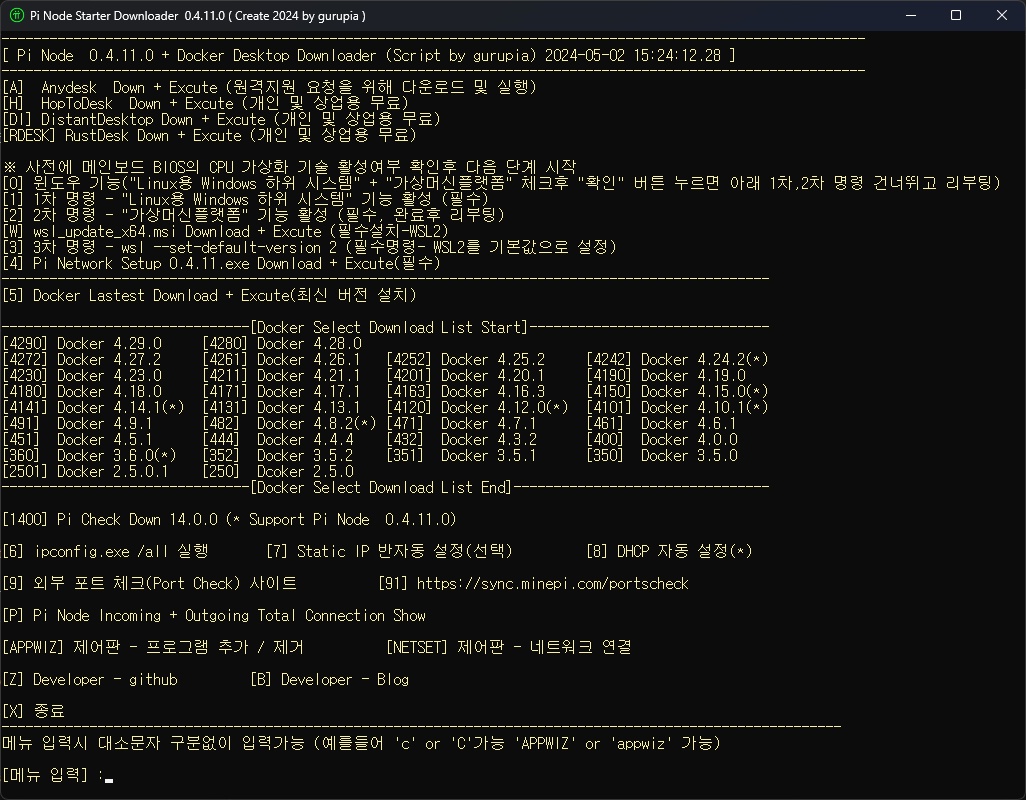 Pi Node Starter Downloader 0.4.11.0 ( Create 2024 by gurupia )
[ Pi Node 0.4.11.0 + Docker Desktop Downloader (Script by gurupia) 2024-05-02 15:24:12.28 ]
[A] Anydesk Down + Excute (원격지원 요청을 위해 다운로드 및 실행)
[H] HopToDesk Down + Excute (개인 및 상업용 무료)
[DI] DistantDesktop Down + Excute (개인 및 상업용 무료)
[RDESK] RustDesk Down + Excute (개인 및 상업용 무료)
※ 사전에 메인보드 BIOS의 CPU 가상화 기술 활성여부 확인후 다음 단계 시작
[0] 윈도우 기능("Linux용 Windows 하위 시스템" + "가상머신플랫폼" 체크후 "확인" 버튼 누르면 아래 1차,2차 명령 건너뛰고 리부팅)
[1] 1차 명령 - "Linux용 Windows 하위 시스템" 기능 활성 (필수)
[2] 2차 명령 - "가상머신플랫폼" 기능 활성 (필수, 완료후 리부팅)
[W] wsl_update_x64.msi Download + Excute (필수설치-WSL2)
[3] 3차 명령 - wsl --set-default-version 2 (필수명령- WSL2를 기본값으로 설정)
[4] Pi Network Setup 0.4.11.exe Download + Excute(필수)
[5] Docker Lastest Download + Excute(최신 버전 설치)
-------------------------------[Docker Select Download List Start]------------------------------
[4290] Docker 4.29.0 [4280] Docker 4.28.0
[4272] Docker 4.27.2 [4261] Docker 4.26.1 [4252] Docker 4.25.2 [4242] Docker 4.24.2(*)
[4230] Docker 4.23.0 [4211] Docker 4.21.1 [4201] Docker 4.20.1 [4190] Docker 4.19.0
[4180] Docker 4.18.0 [4171] Docker 4.17.1 [4163] Docker 4.16.3 [4150] Docker 4.15.0(*)
[4141] Docker 4.14.1(*) [4131] Docker 4.13.1 [4120] Docker 4.12.0(*) [4101] Docker 4.10.1(*)
[491] Docker 4.9.1 [482] Docker 4.8.2(*) [471] Docker 4.7.1 [461] Docker 4.6.1
[451] Docker 4.5.1 [444] Docker 4.4.4 [432] Docker 4.3.2 [400] Docker 4.0.0
[360] Docker 3.6.0(*) [352] Docker 3.5.2 [351] Docker 3.5.1 [350] Docker 3.5.0
[2501] Docker 2.5.0.1 [250] Dcoker 2.5.0
-------------------------------[Docker Select Download List End]--------------------------------
[1400] Pi Check Down 14.0.0 (* Support Pi Node 0.4.11.0)
[6] ipconfig.exe /all 실행 [7] Static IP 반자동 설정(선택) [8] DHCP 자동 설정(*)
[9] 외부 포트 체크(Port Check) 사이트 [91] https://sync.minepi.com/portscheck
[P] Pi Node Incoming + Outgoing Total Connection Show
[APPWIZ] 제어판 - 프로그램 추가 / 제거 [NETSET] 제어판 - 네트워크 연결
[Z] Developer - github [B] Developer - Blog
[X] 종료
메뉴 입력시 대소문자 구분없이 입력가능 (예를들어 'c' or 'C'가능 'APPWIZ' or 'appwiz' 가능)
[메뉴 입력] :